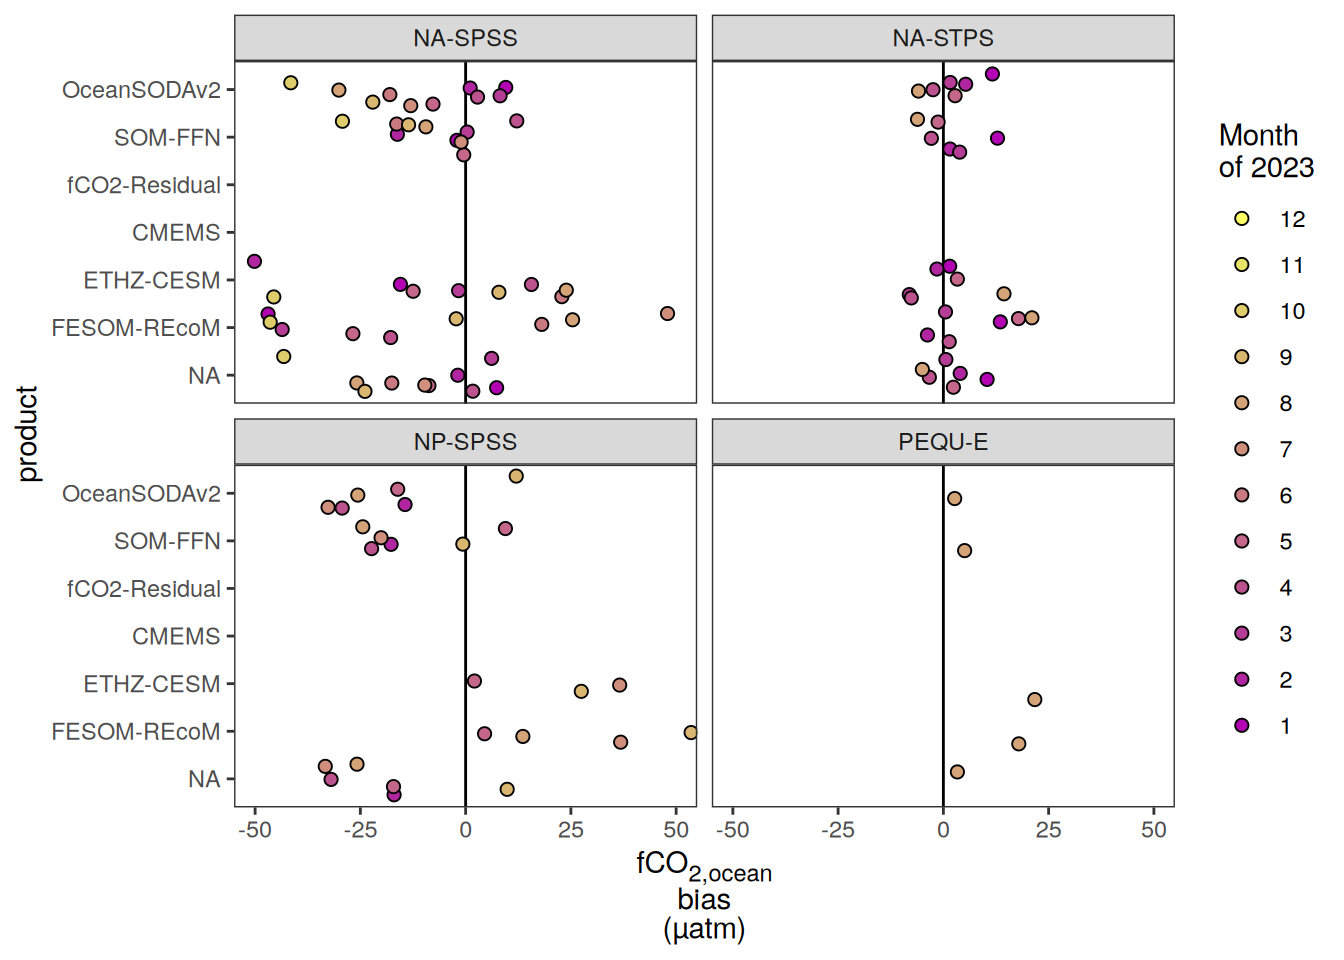 NA-SPSS
NA-STPS
OceanSODAv2
SOM-FFN
fCO2-Residual
CMEMS
ETHZ-CESM
FESOM-REcoM
NA
NP-SPSS
PEQU-E
OceanSODAv2
SOM-FFN
fCO2-Residual
CMEMS
ETHZ-CESM
FESOM-REcoM
NA
-50 -25 0 25 50
-50 -25 0 25 50
product
fCO2,ocean
bias
(µatm)
Month
of 2023
12
11
10
9
8
7
6
5
4
3
2
1